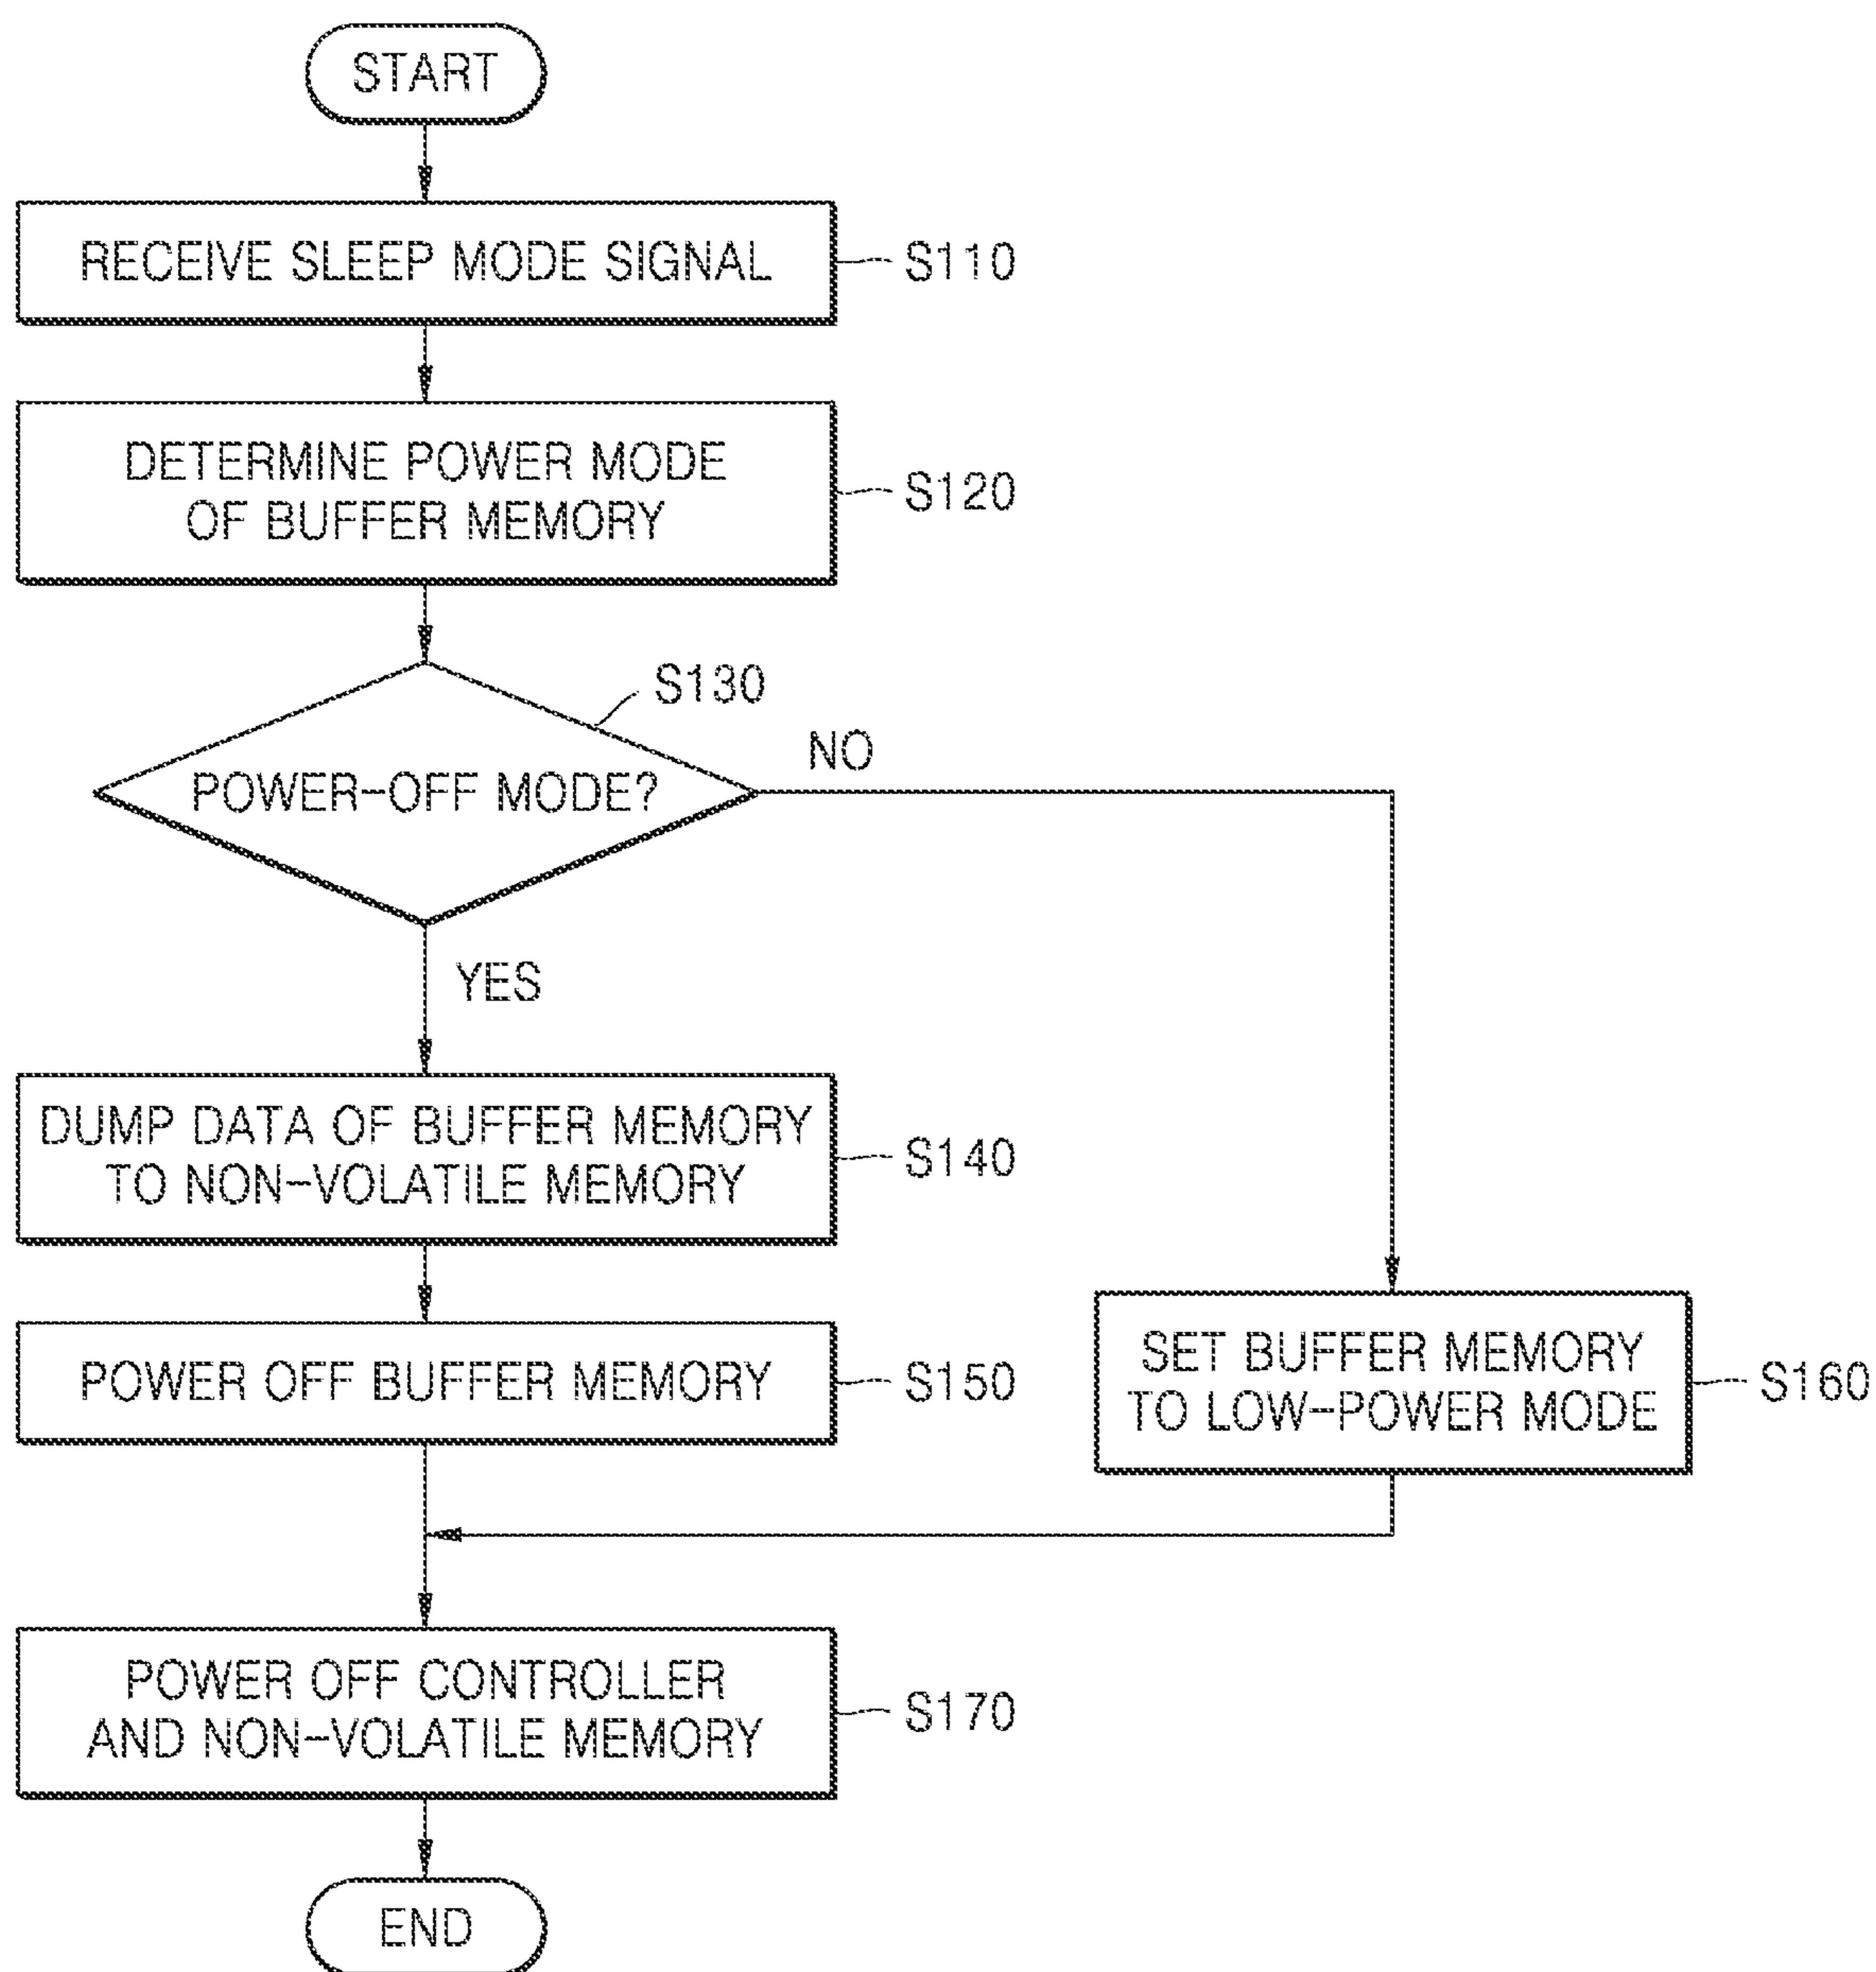 START
RECEIVE SLEEP MODE SIGNAL
S110
DETERMINE POWER MODE
OF BUFFER MEMORY
S120
S130
POWER-OFF MODE?
NO
YES
DUMP DATA OF BUFFER MEMORY
TO NON-VOLATILE MEMORY
S140
POWER OFF BUFFER MEMORY
S150
SET BUFFER MEMORY
TO LOW-POWER MODE
S160
POWER OFF CONTROLLER
AND NON-VOLATILE MEMORY
S170
END